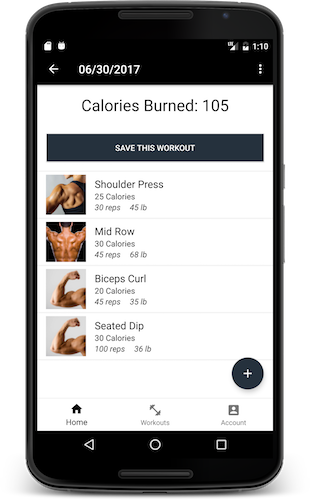 LTE 1:10
06/30/2017
Calories Burned: 105
SAVE THIS WORKOUT
Shoulder Press
25 Calories
30 reps 45 lb
Mid Row
30 Calories
45 reps 68 lb
Biceps Curl
20 Calories
45 reps 35 lb
Seated Dip
30 Calories
100 reps 36 lb
+
Home Workouts Account